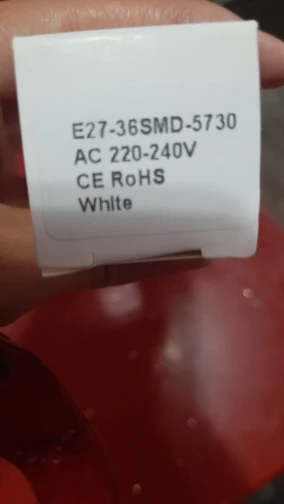 E27-36SMD-5730
AC 220-240V
CE RoHS
White